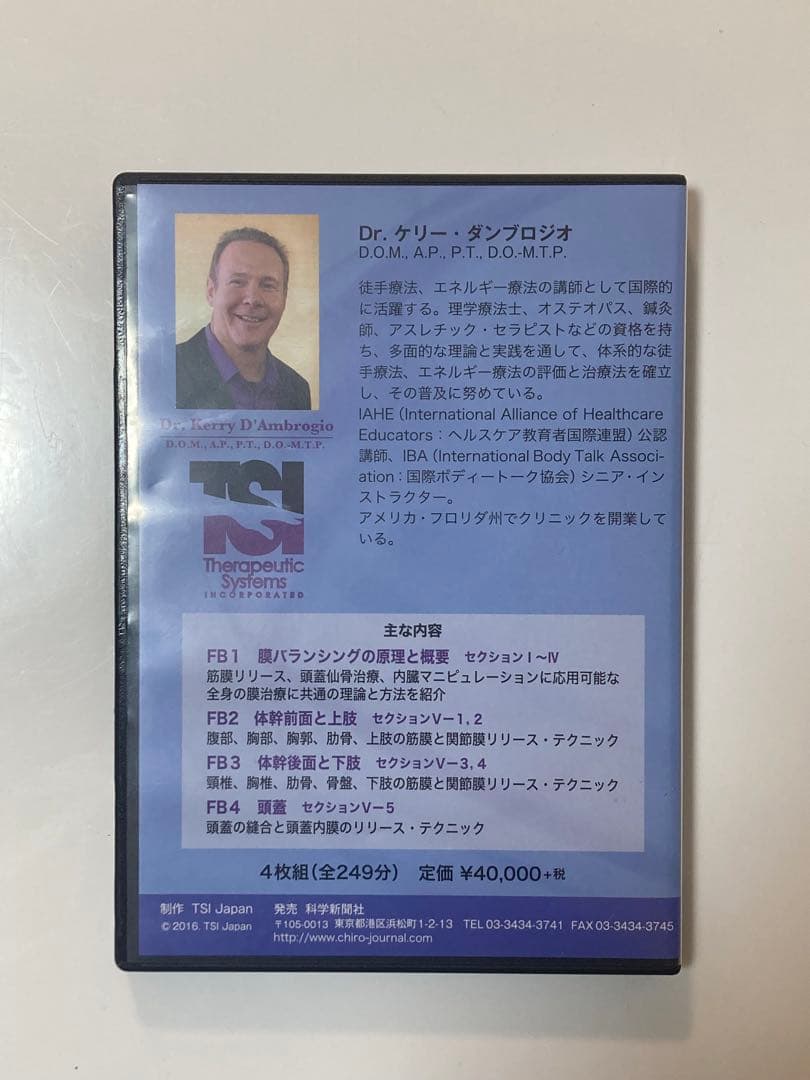 Dr. ケリー・ダンブロジオ
D.O.M., A.P., P.T., D.O.-M.T.P.
徒手療法、エネルギー療法の講師として国際的
に活躍する。理学療法士、オステオパス、鍼灸
師、アスレチック・セラピストなどの資格を持
ち、多面的な理論と実践を通して、体系的な徒
手療法、エネルギー療法の評価と治療法を確立
し、その普及に努めている。
IAHE（International Alliance of Healthcare
Educators：ヘルスケア教育者国際連盟）公認
講師、IBA（International Body Talk Associ-
ation：国際ボディートーク協会）シニア・イン
ストラクター。
アメリカ・フロリダ州でクリニックを開業して
いる。
Dr. Kerry D'Ambrogio
D.O.M., A.P., P.T., D.O.-M.T.P.
TSI
Therapeutic
Systems
INCORPORATED
主な内容
FB1 膜バランシングの原理と概要 セクションⅠ〜Ⅳ
筋膜リリース、頭蓋仙骨治療、内臓マニピュレーションに応用可能な
全身の膜治療に共通の理論と方法を紹介
FB2 体幹前面と上肢 セクションⅤー1, 2
腹部、胸部、胸郭、肋骨、上肢の筋膜と関節膜リリース・テクニック
FB3 体幹後面と下肢 セクションⅤー3, 4
頸椎、胸椎、肋骨、骨盤、下肢の筋膜と関節膜リリース・テクニック
FB4 頭蓋 セクションⅤー5
頭蓋の縫合と頭蓋内膜のリリース・テクニック
4枚組（全249分） 定価 ¥40,000+税
制作 TSI Japan 発売 科学新聞社
© 2016. TSI Japan 〒105-0013 東京都港区浜松町1-2-13 TEL 03-3434-3741 FAX 03-3434-3745
http://www.chiro-journal.com